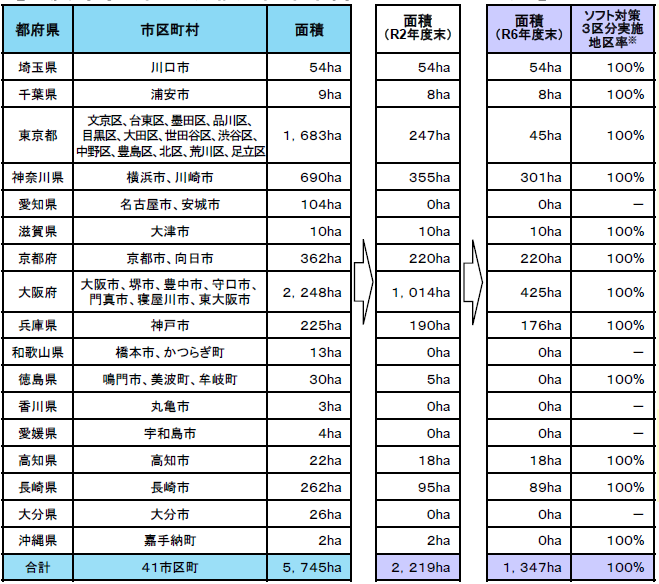 都府県 市区町村 面積 面積（R2年度末） 面積（R6年度末） ソフト対策３区分実施地区率※
埼玉県 川口市 54ha 54ha 54ha 100%
千葉県 浦安市 9ha 8ha 8ha 100%
東京都 文京区、台東区、墨田区、品川区、目黒区、大田区、世田谷区、渋谷区、中野区、豊島区、北区、荒川区、足立区 1,683ha 247ha 45ha 100%
神奈川県 横浜市、川崎市 690ha 355ha 301ha 100%
愛知県 名古屋市、安城市 104ha 0ha 0ha －
滋賀県 大津市 10ha 10ha 10ha 100%
京都府 京都市、向日市 362ha 220ha 220ha 100%
大阪府 大阪市、堺市、豊中市、守口市、門真市、寝屋川市、東大阪市 2,248ha 1,014ha 425ha 100%
兵庫県 神戸市 225ha 190ha 176ha 100%
和歌山県 橋本市、かつらぎ町 13ha 0ha 0ha －
徳島県 鳴門市、美波町、牟岐町 30ha 5ha 0ha 100%
香川県 丸亀市 3ha 0ha 0ha －
愛媛県 宇和島市 4ha 0ha 0ha －
高知県 高知市 22ha 18ha 18ha 100%
長崎県 長崎市 262ha 95ha 89ha 100%
大分県 大分市 26ha 0ha 0ha －
沖縄県 嘉手納町 2ha 2ha 0ha 100%
合計 41市区町 5,745ha 2,219ha 1,347ha 100%